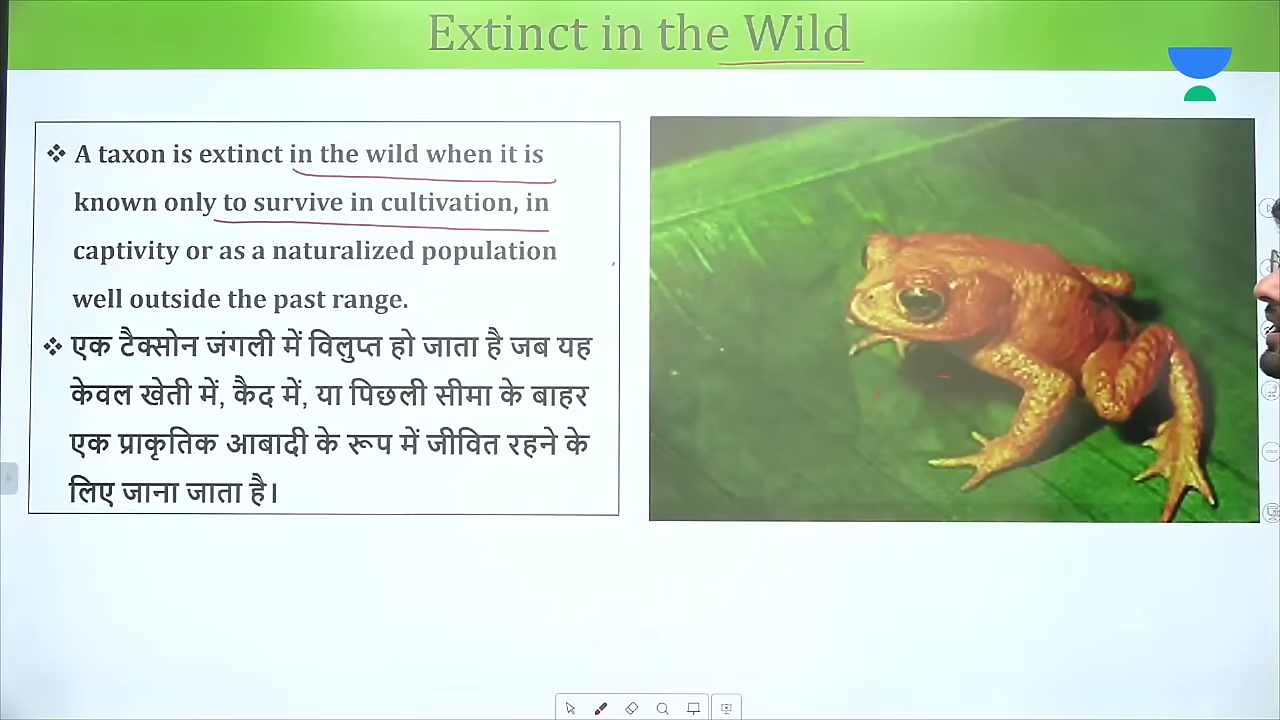 Extinct in the Wild
❖ A taxon is extinct in the wild when it is
known only to survive in cultivation, in
captivity or as a naturalized population
well outside the past range.
❖ एक टैक्सोन जंगली में विलुप्त हो जाता है जब यह
केवल खेती में, कैद में, या पिछली सीमा के बाहर
एक प्राकृतिक आबादी के रूप में जीवित रहने के
लिए जाना जाता है।